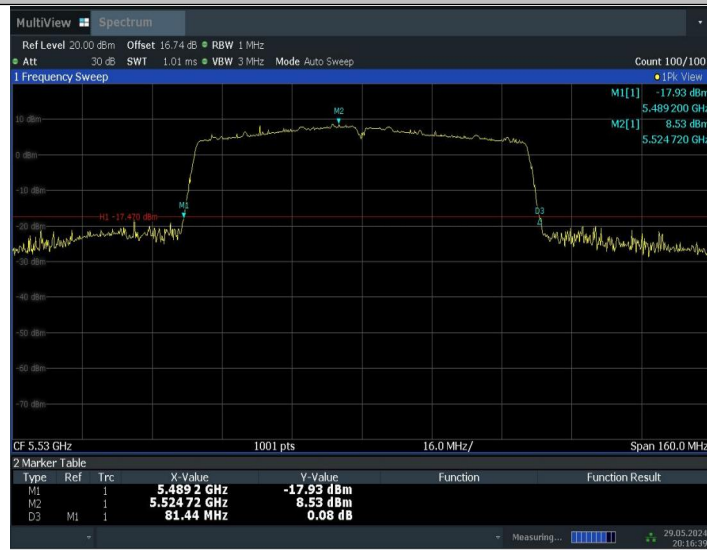 MultiView Spectrum
Ref Level 20.00 dBm Offset 16.74 dB RBW 1 MHz
Att 30 dB SWT 1.01 ms VBW 3 MHz Mode Auto Sweep Count 100/100
1 Frequency Sweep 1Pk View
M1[1] -17.93 dBm
5.489 200 GHz
M2[1] 8.53 dBm
5.524 720 GHz
M2
10 dBm
0 dBm
-10 dBm
M1
D3
H1 -17.470 dBm
-20 dBm
-30 dBm
-40 dBm
-50 dBm
-60 dBm
-70 dBm
CF 5.53 GHz 1001 pts 16.0 MHz/ Span 160.0 MHz
2 Marker Table
Type Ref Trc X-Value Y-Value Function Function Result
M1 1 5.489 2 GHz -17.93 dBm
M2 1 5.524 72 GHz 8.53 dBm
D3 M1 1 81.44 MHz 0.08 dB
Measuring... 29.05.2024
20:16:39